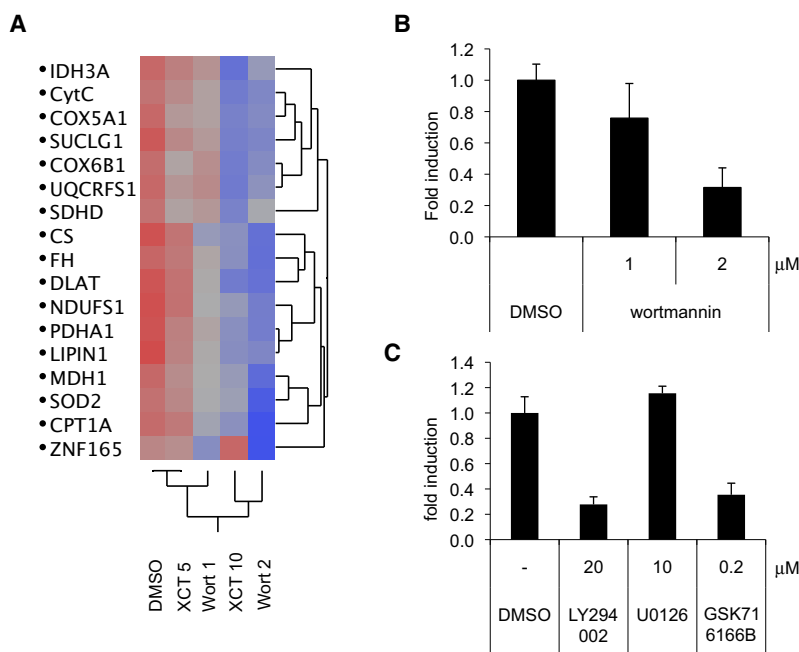 A
• IDH3A
• CytC
• COX5A1
• SUCLG1
• COX6B1
• UQCRFS1
• SDHD
• CS
• FH
• DLAT
• NDUFS1
• PDHA1
• LIPIN1
• MDH1
• SOD2
• CPT1A
• ZNF165
DMSO
XCT 5
Wort 1
XCT 10
Wort 2
B
Fold induction
1.2
1.0
0.8
0.6
0.4
0.2
0.0
1 2 μM
DMSO wortmannin
C
fold induction
1.4
1.2
1.0
0.8
0.6
0.4
0.2
0.0
- 20 10 0.2 μM
DMSO LY294 U0126 GSK71
002 6166B